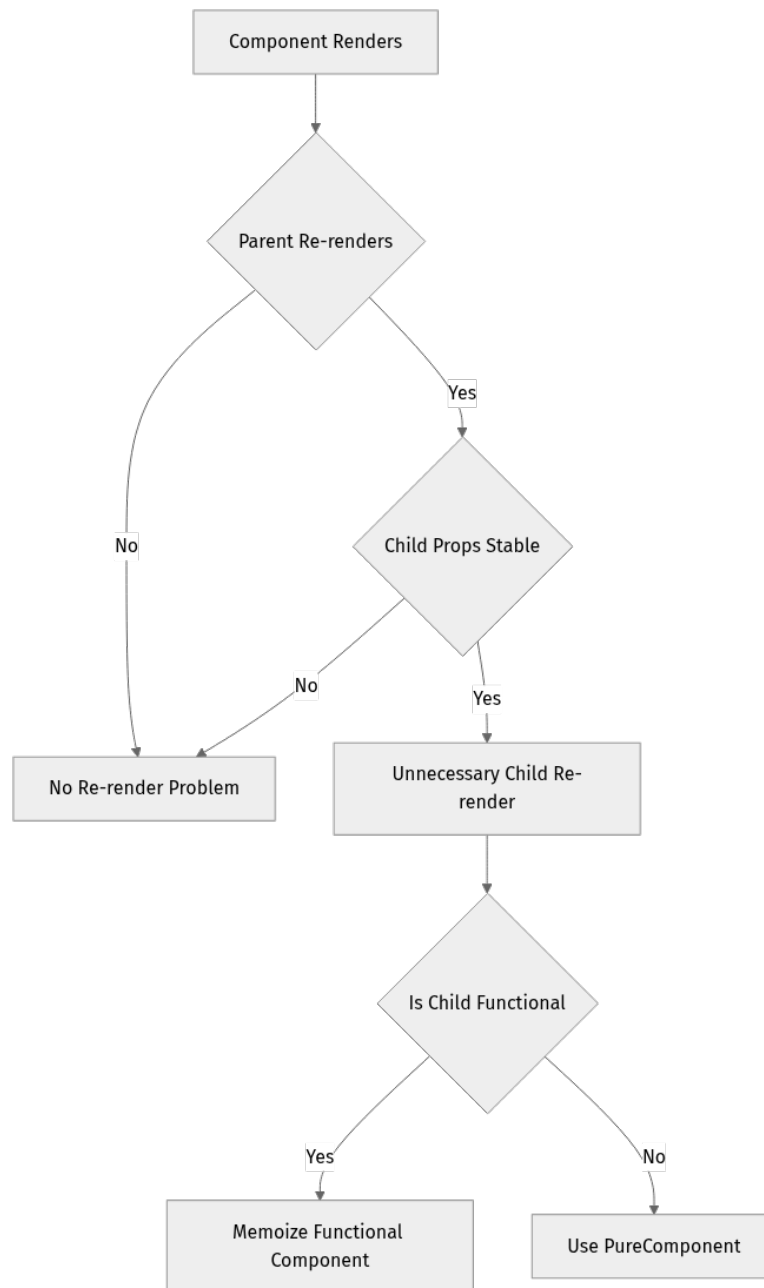 Component Renders
Parent Re-renders
Yes
No
Child Props Stable
No
Yes
No Re-render Problem
Unnecessary Child Re-
render
Is Child Functional
Yes
No
Memoize Functional
Component
Use PureComponent